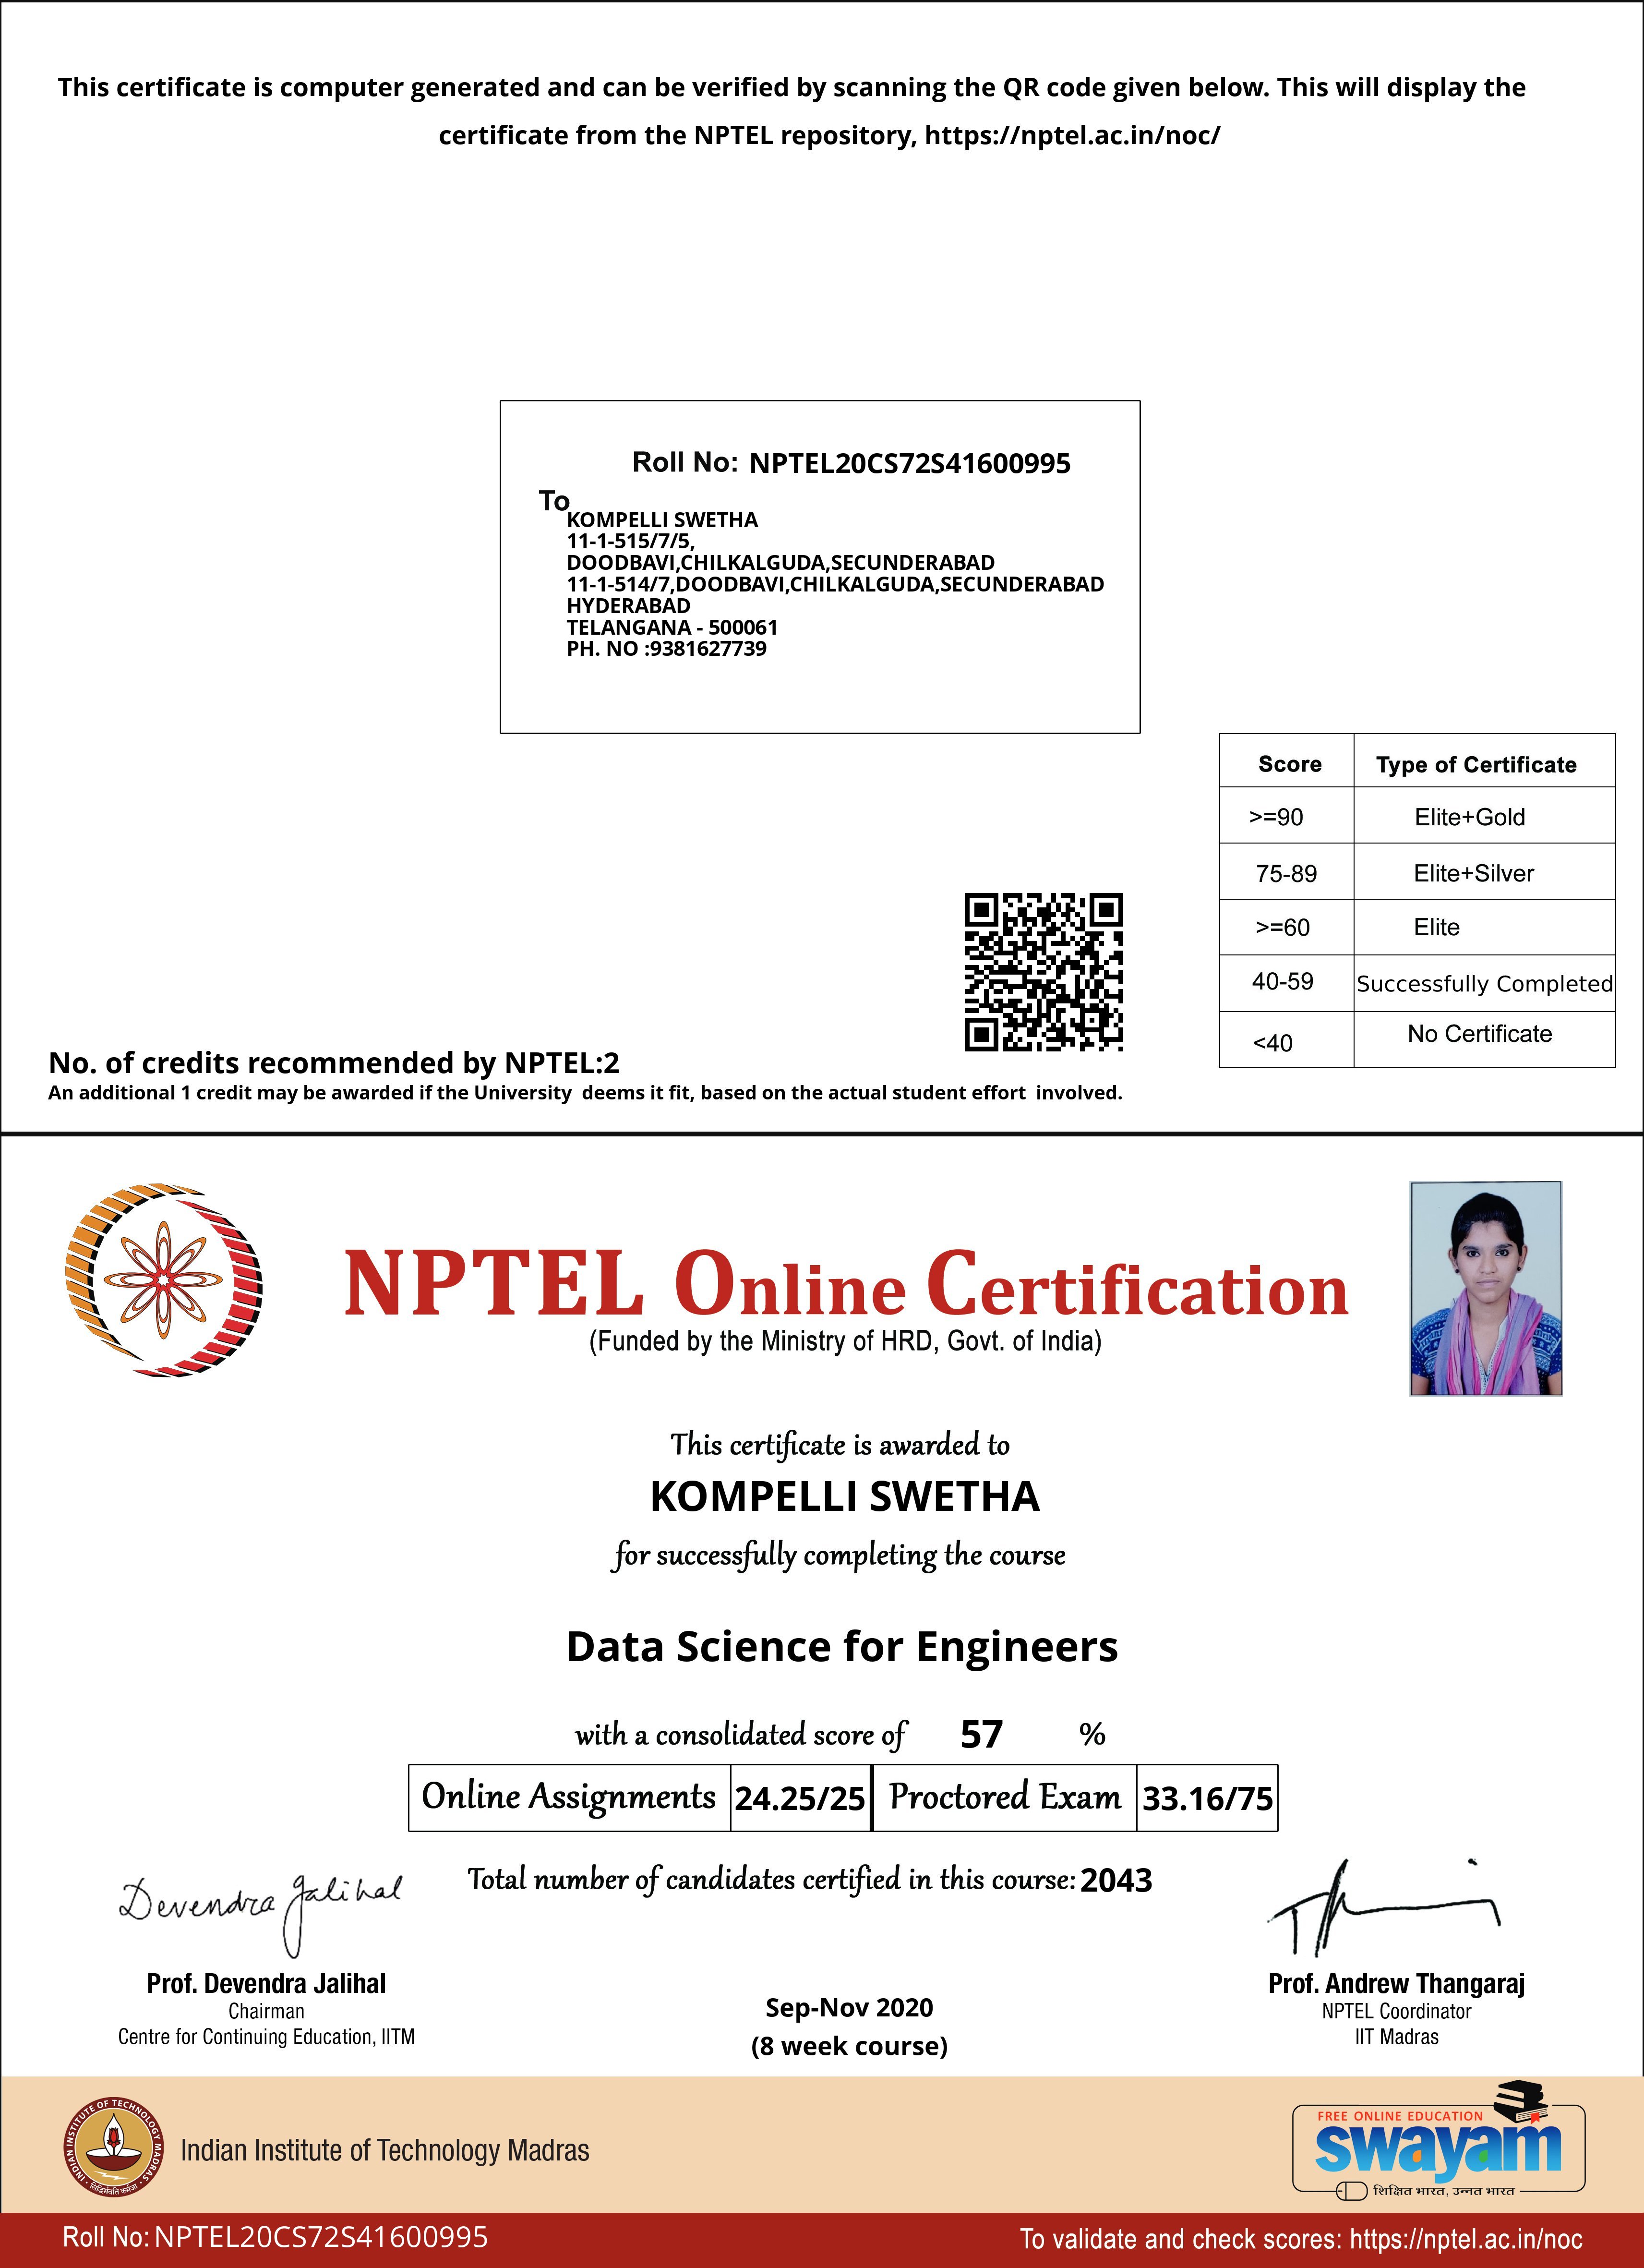 This certificate is computer generated and can be verified by scanning the QR code given below. This will display the
certificate from the NPTEL repository, https://nptel.ac.in/noc/
Roll No: NPTEL20CS72S41600995
To
KOMPELLI SWETHA
11-1-515/7/5,
DOODBAVI,CHILKALGUDA,SECUNDERABAD
11-1-514/7,DOODBAVI,CHILKALGUDA,SECUNDERABAD
HYDERABAD
TELANGANA - 500061
PH. NO :9381627739
Score Type of Certificate
>=90 Elite+Gold
75-89 Elite+Silver
>=60 Elite
40-59 Successfully Completed
<40 No Certificate
No. of credits recommended by NPTEL:2
An additional 1 credit may be awarded if the University deems it fit, based on the actual student effort involved.
NPTEL Online Certification
(Funded by the Ministry of HRD, Govt. of India)
This certificate is awarded to
KOMPELLI SWETHA
for successfully completing the course
Data Science for Engineers
with a consolidated score of 57 %
Online Assignments 24.25/25 Proctored Exam 33.16/75
Total number of candidates certified in this course: 2043
Devendra Jalihal
Prof. Devendra Jalihal
Chairman
Centre for Continuing Education, IITM
Sep-Nov 2020
(8 week course)
Prof. Andrew Thangaraj
NPTEL Coordinator
IIT Madras
INDIAN INSTITUTE OF TECHNOLOGY MADRAS
सिद्धिर्भवति कर्मजा
Indian Institute of Technology Madras
FREE ONLINE EDUCATION
swayam
शिक्षित भारत, उन्नत भारत
Roll No: NPTEL20CS72S41600995
To validate and check scores: https://nptel.ac.in/noc